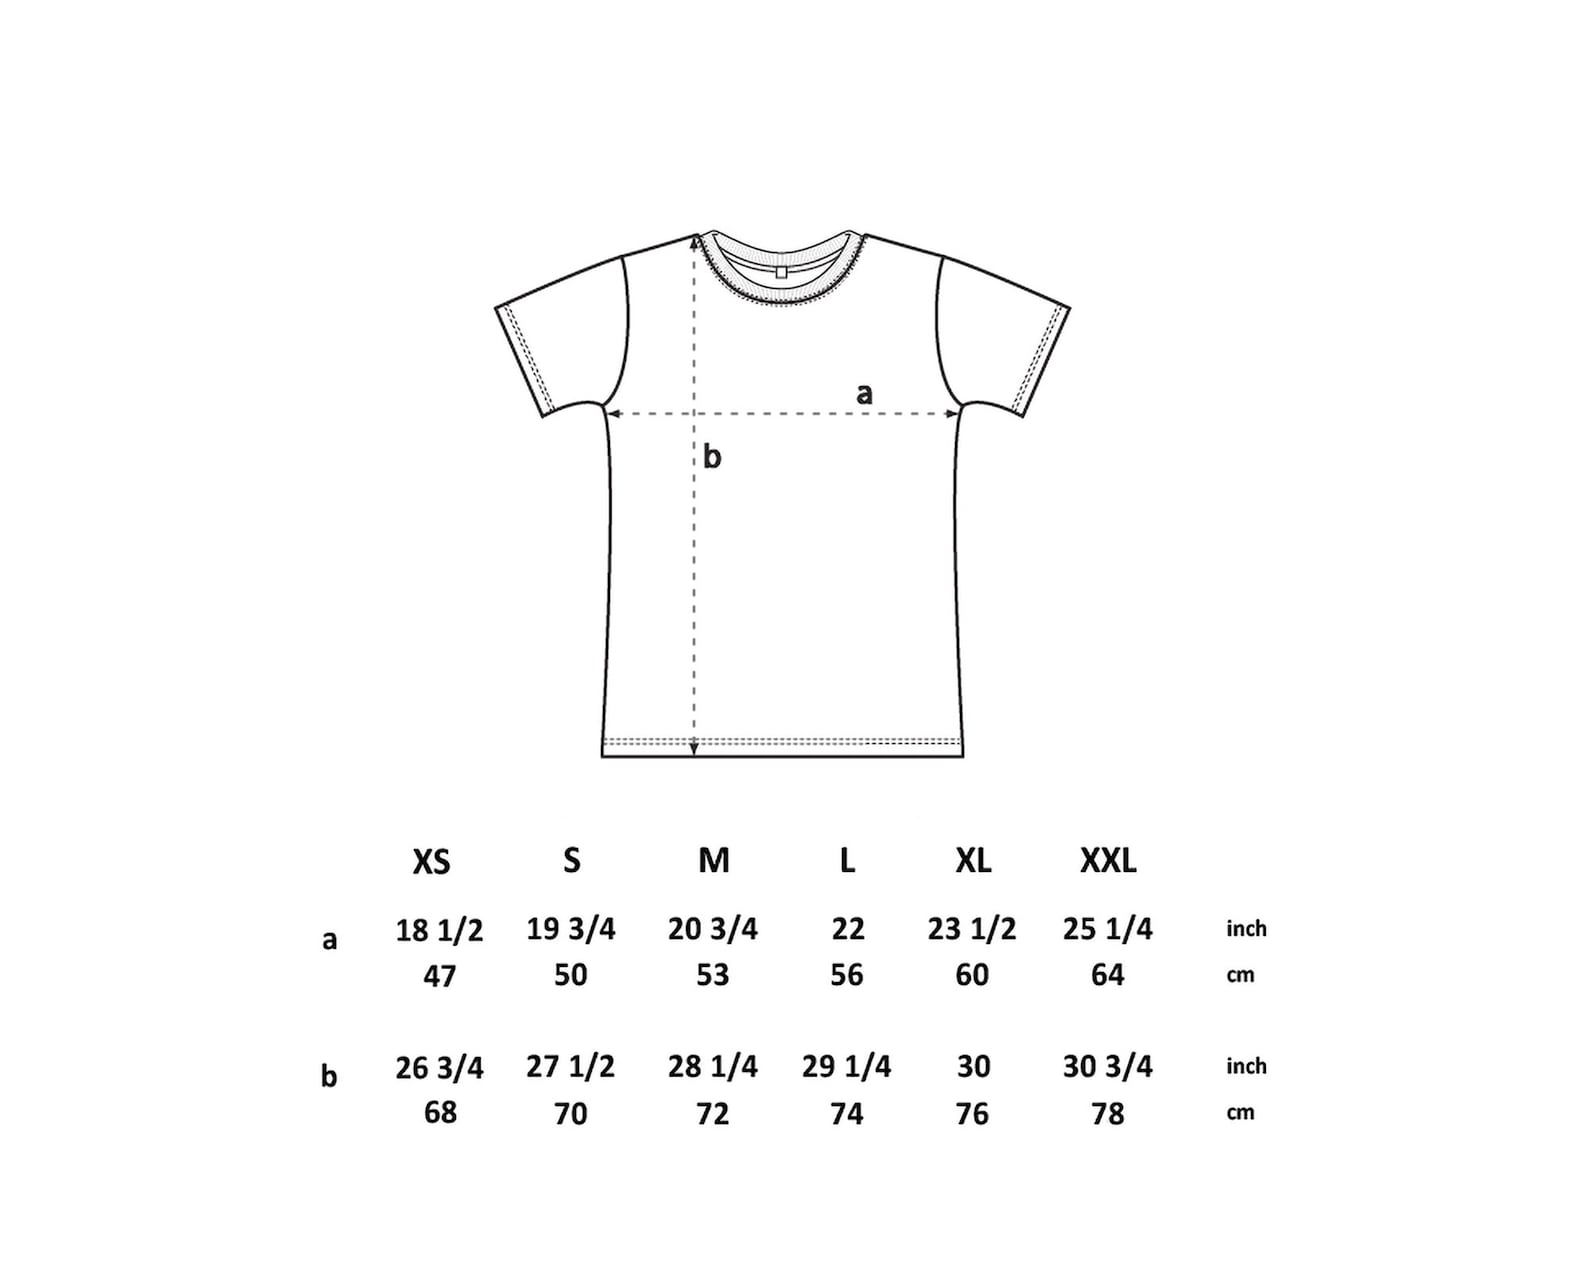 a
b
XS S M L XL XXL
a 18 1/2 19 3/4 20 3/4 22 23 1/2 25 1/4 inch
47 50 53 56 60 64 cm
b 26 3/4 27 1/2 28 1/4 29 1/4 30 30 3/4 inch
68 70 72 74 76 78 cm